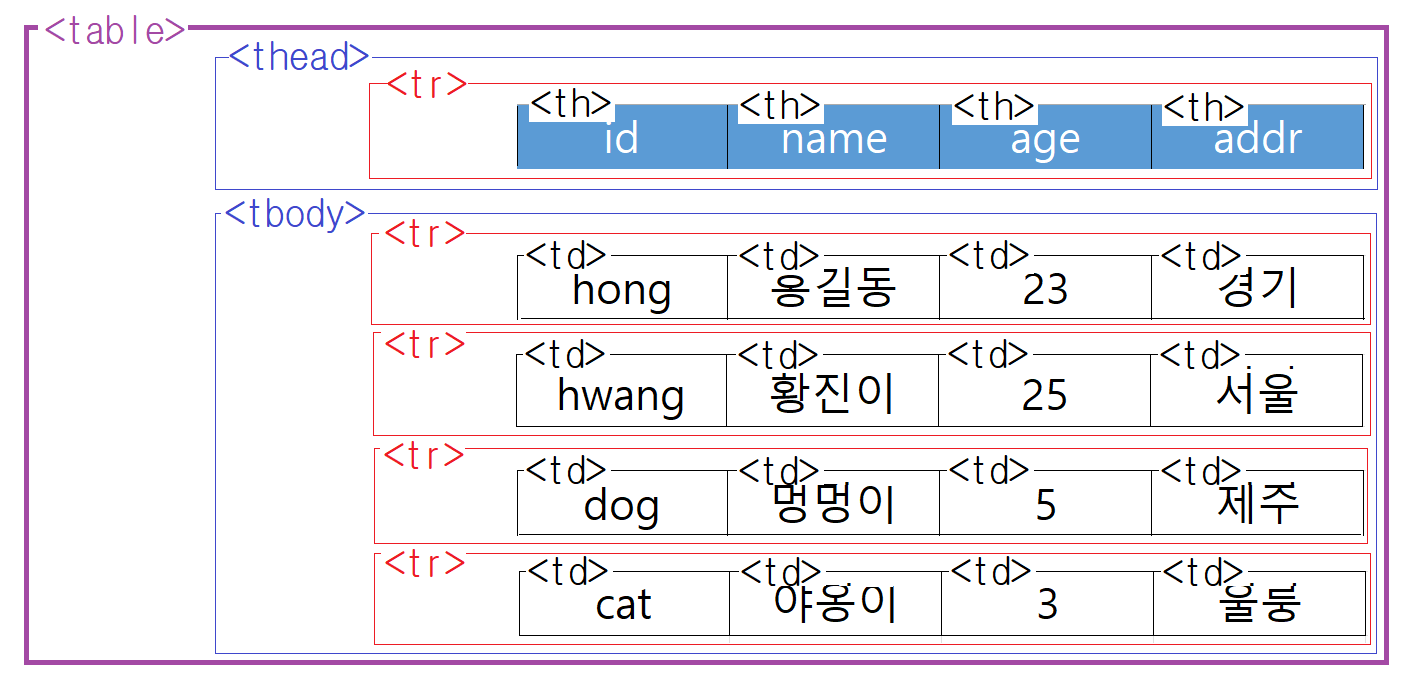 <table>
<thead>
<tr>
<th> <th> <th> <th>
id name age addr
<tbody>
<tr>
<td> <td> <td> <td>
hong 홍길동 23 경기
<tr>
<td> <td> <td> <td>
hwang 황진이 25 서울
<tr>
<td> <td> <td> <td>
dog 멍멍이 5 제주
<tr>
<td> <td> <td> <td>
cat 야옹이 3 울릉